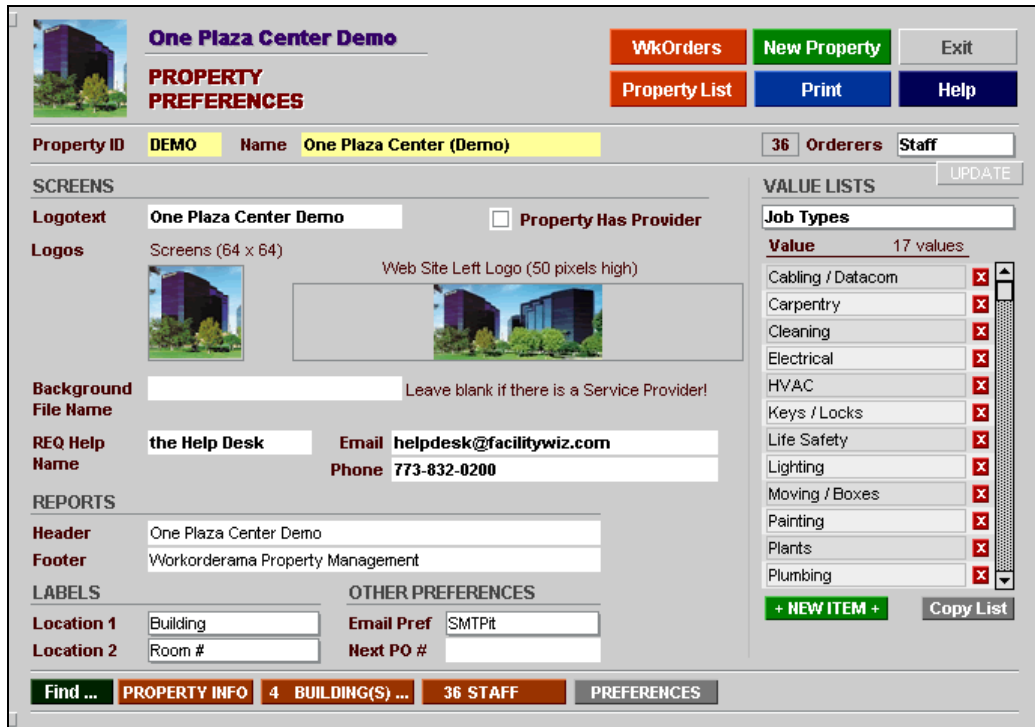 One Plaza Center Demo
PROPERTY
PREFERENCES
WkOrders New Property Exit
Property List Print Help
Property ID DEMO Name One Plaza Center (Demo) 36 Orderers Staff
UPDATE
SCREENS
Logotext One Plaza Center Demo Property Has Provider
Logos Screens (64 x 64)
Web Site Left Logo (50 pixels high)
Background
File Name
Leave blank if there is a Service Provider!
REQ Help
Name
the Help Desk Email helpdesk@facilitywiz.com
Phone 773-832-0200
REPORTS
Header One Plaza Center Demo
Footer Workorderama Property Management
LABELS
Location 1 Building
Location 2 Room #
OTHER PREFERENCES
Email Pref SMTPit
Next PO #
VALUE LISTS
Job Types
Value 17 values
Cabling / Datacom X
Carpentry X
Cleaning X
Electrical X
HVAC X
Keys / Locks X
Life Safety X
Lighting X
Moving / Boxes X
Painting X
Plants X
Plumbing X
+ NEW ITEM + Copy List
Find ... PROPERTY INFO 4 BUILDING(S) ... 36 STAFF PREFERENCES